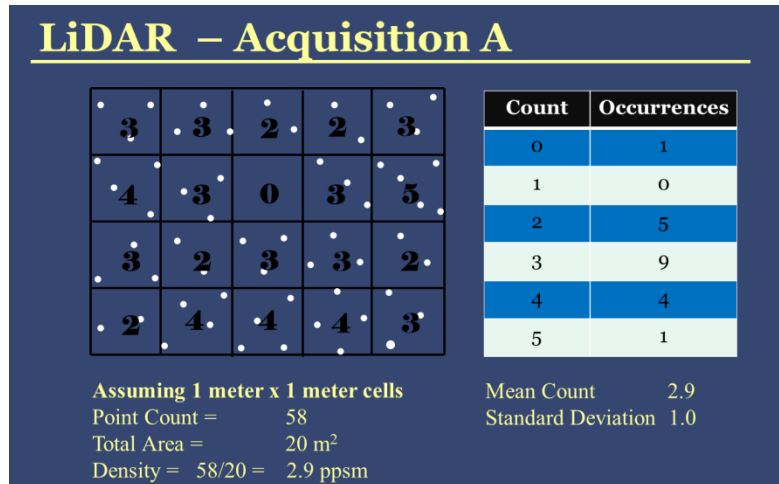 LiDAR – Acquisition A
3 3 2 2 3
4 3 0 3 5
3 2 3 3 2
2 4 4 4 3
Count Occurrences
0 1
1 0
2 5
3 9
4 4
5 1
Assuming 1 meter x 1 meter cells
Point Count = 58
Total Area = 20 m²
Density = 58/20 = 2.9 ppsm
Mean Count 2.9
Standard Deviation 1.0